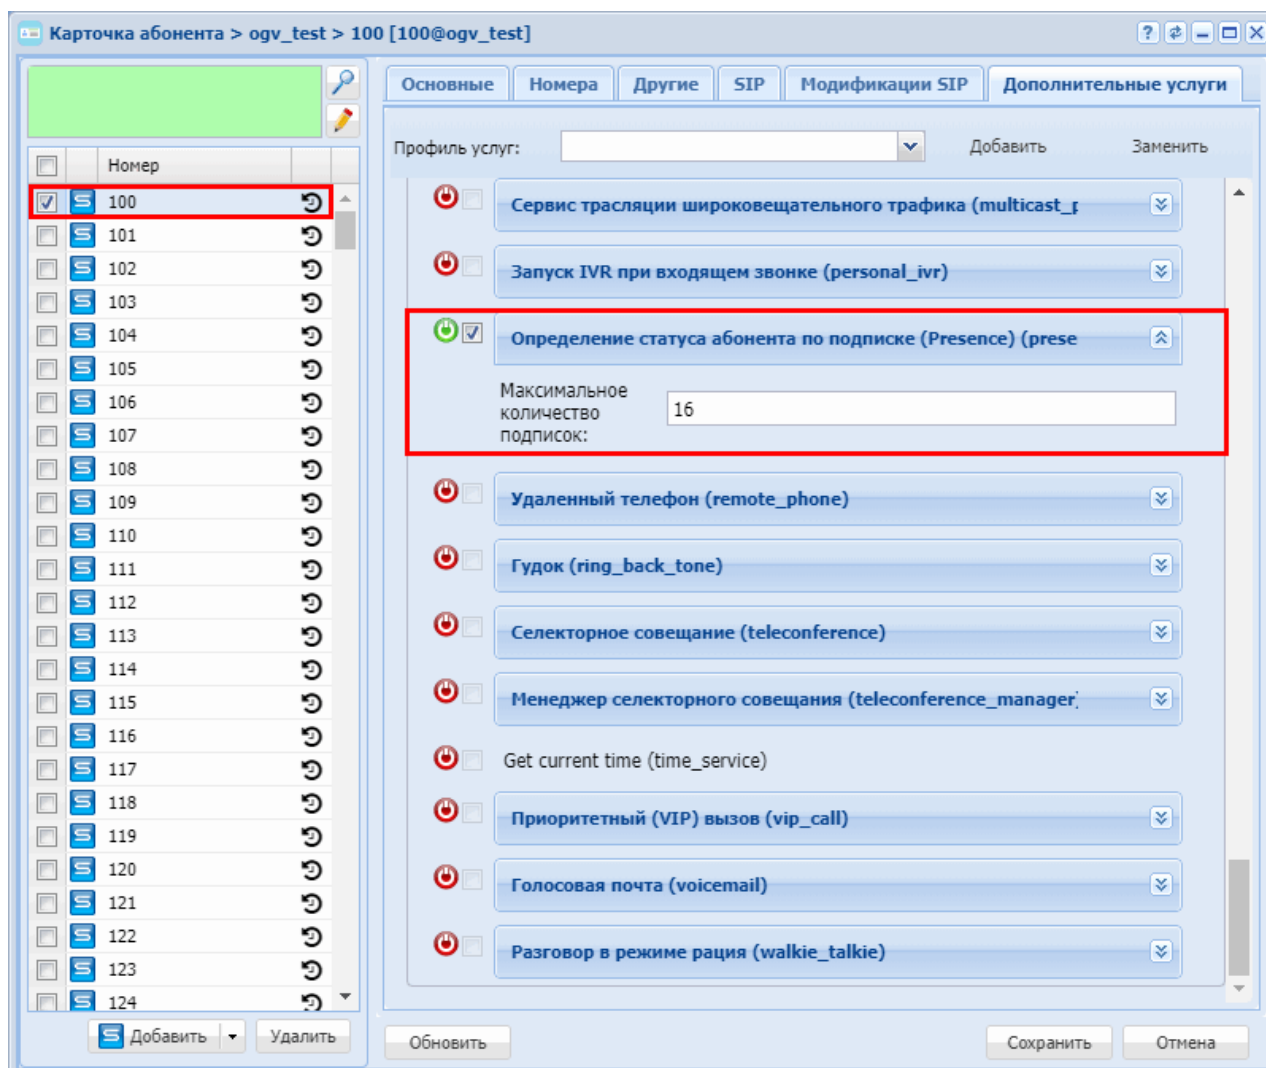 Карточка абонента > ogv_test > 100 [100@ogv_test]
Основные Номера Другие SIP Модификации SIP Дополнительные услуги
Профиль услуг: Добавить Заменить
Номер
100
101
102
103
104
105
106
107
108
109
110
111
112
113
114
115
116
117
118
119
120
121
122
123
124
Добавить Удалить
Сервис трасляции широковещательного трафика (multicast_p
Запуск IVR при входящем звонке (personal_ivr)
Определение статуса абонента по подписке (Presence) (prese
Максимальное
количество
подписок:
16
Удаленный телефон (remote_phone)
Гудок (ring_back_tone)
Селекторное совещание (teleconference)
Менеджер селекторного совещания (teleconference_manager)
Get current time (time_service)
Приоритетный (VIP) вызов (vip_call)
Голосовая почта (voicemail)
Разговор в режиме рация (walkie_talkie)
Обновить Сохранить Отмена